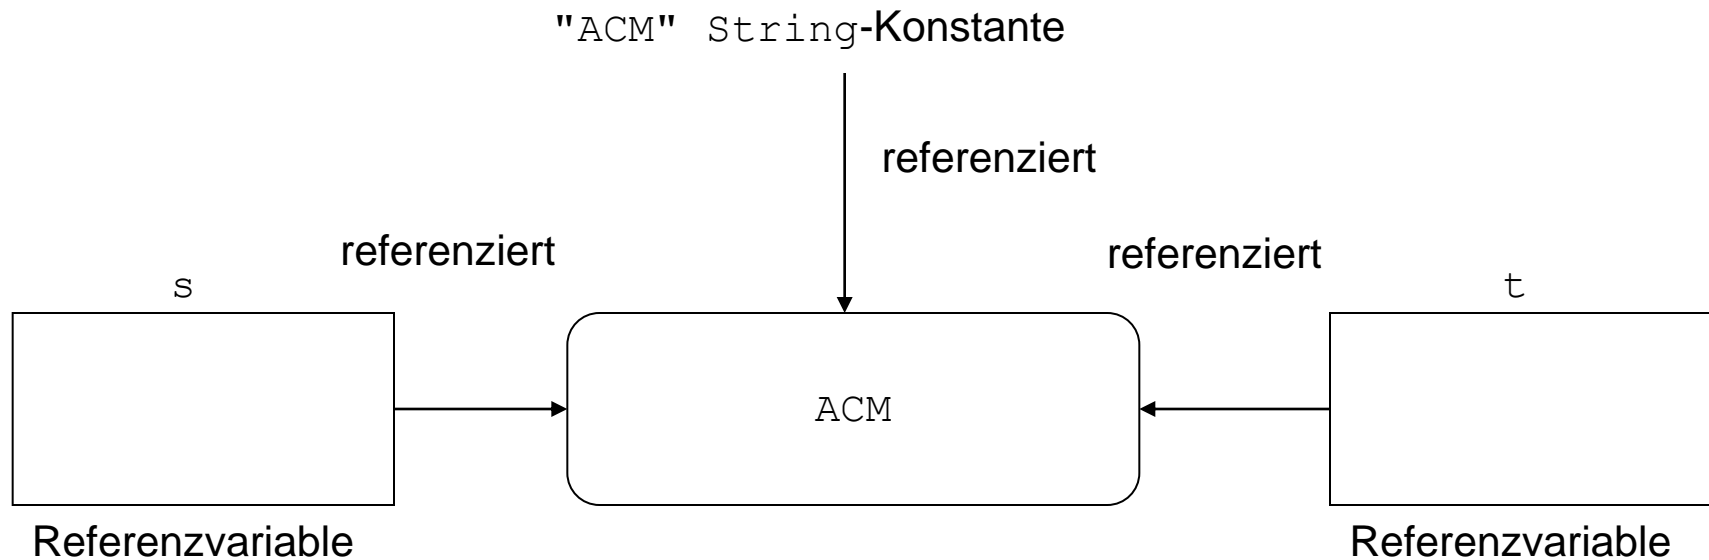 "ACM" String-Konstante
referenziert
referenziert
referenziert
s
t
ACM
Referenzvariable
Referenzvariable